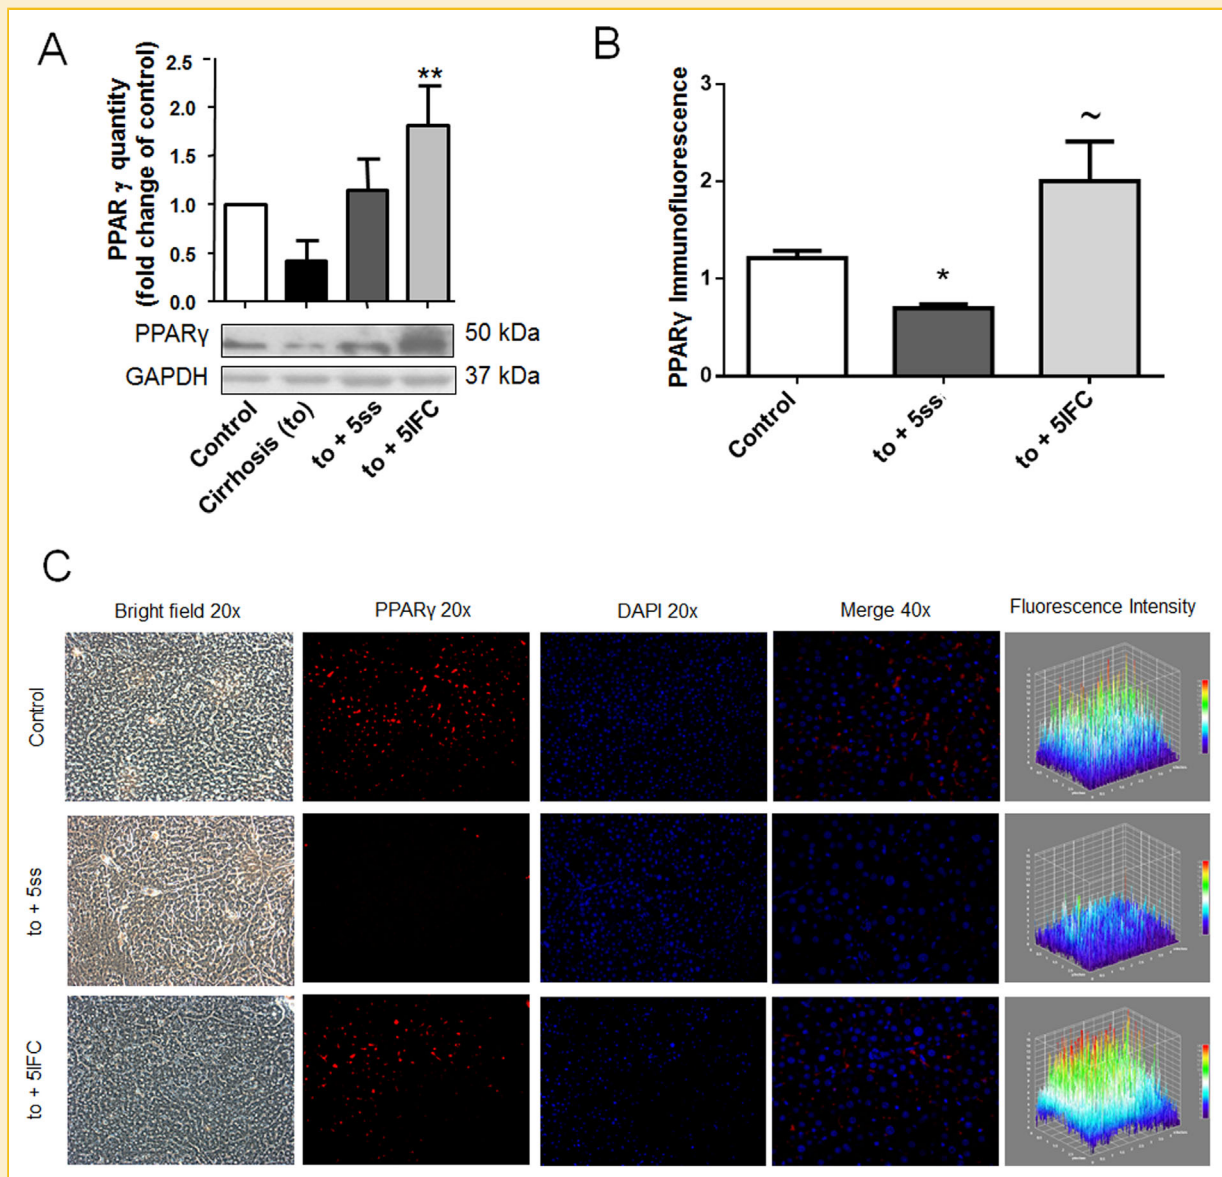 A
PPAR γ quantity
(fold change of control)
2.5
2.0
1.5
1.0
0.5
0.0
**
PPARγ
50 kDa
GAPDH
37 kDa
Control
Cirrhosis (to)
to + 5ss
to + 5IFC
B
PPARγ Immunofluorescence
3
2
1
0
*
~
Control
to + 5ss
to + 5IFC
C
Bright field 20x
PPARγ 20x
DAPI 20x
Merge 40x
Fluorescence Intensity
Control
to + 5ss
to + 5IFC